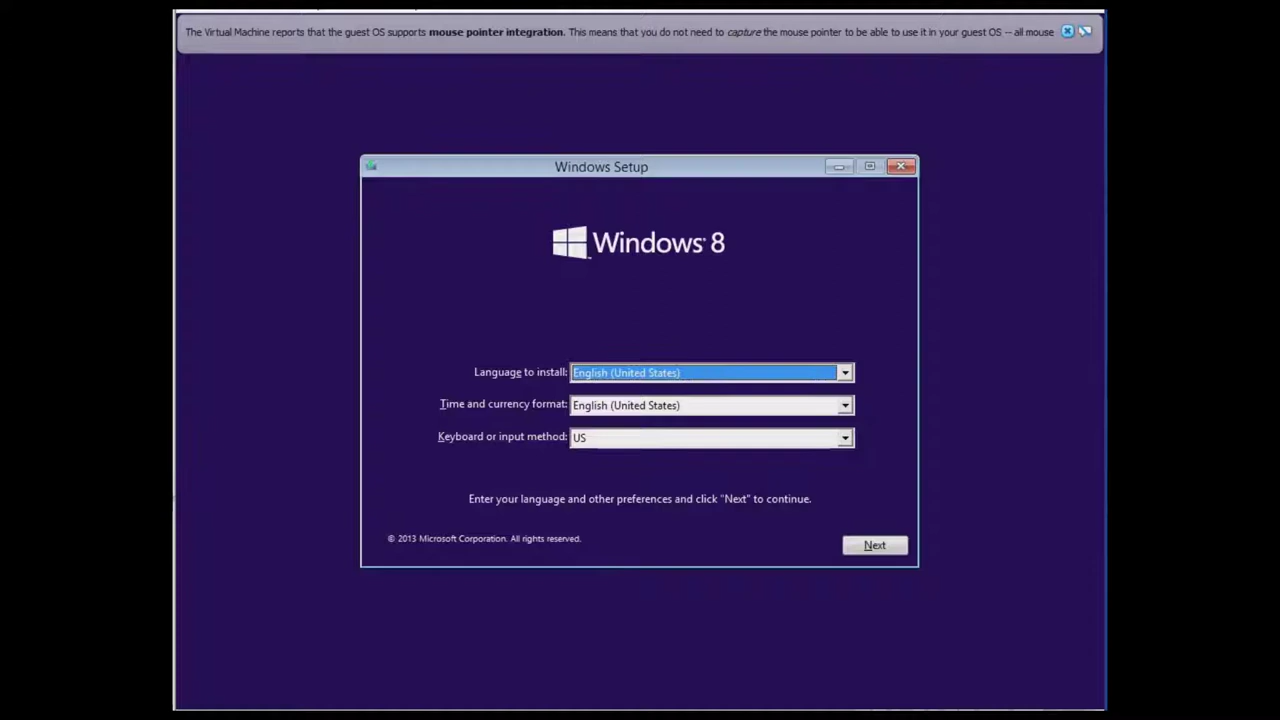 The Virtual Machine reports that the guest OS supports mouse pointer integration. This means that you do not need to capture the mouse pointer to be able to use it in your guest OS -- all mouse
Windows Setup
Windows 8
Language to install: English (United States)
Time and currency format: English (United States)
Keyboard or input method: US
Enter your language and other preferences and click "Next" to continue.
© 2013 Microsoft Corporation. All rights reserved.
Next